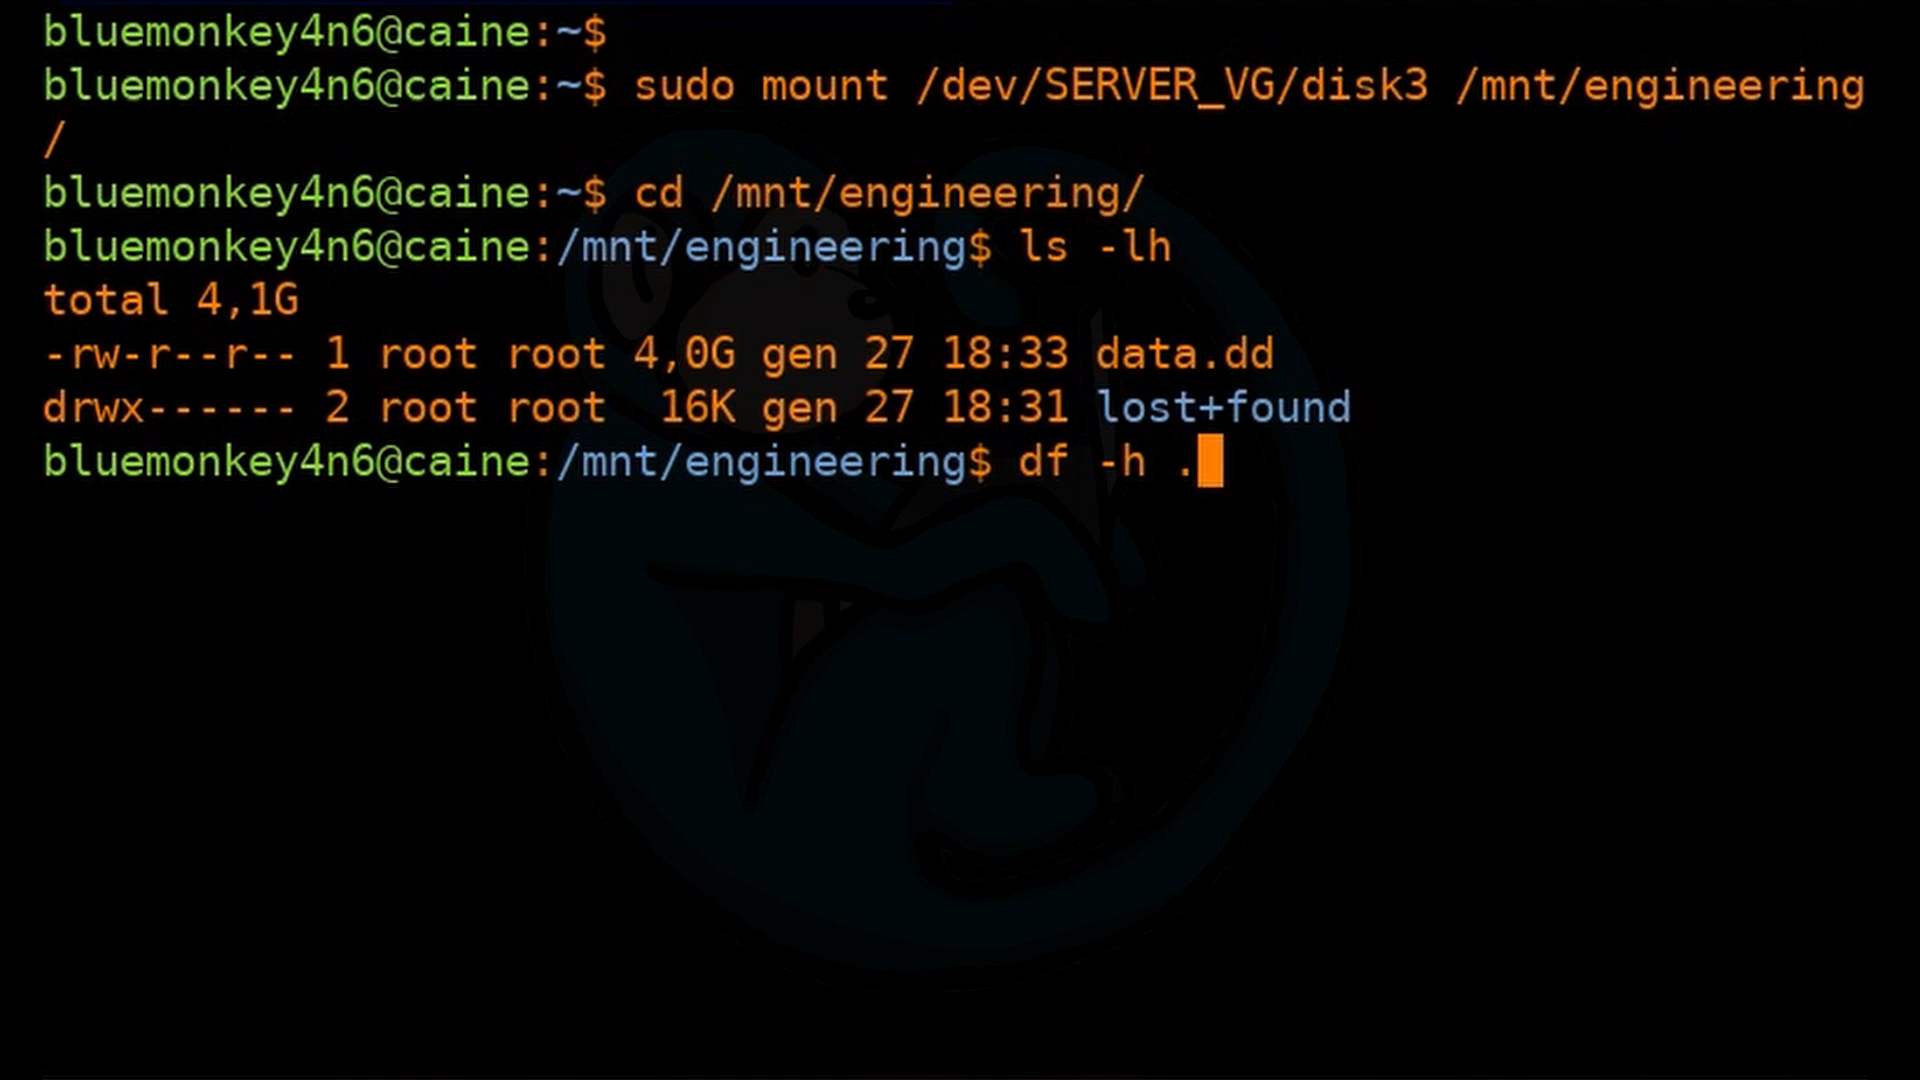 bluemonkey4n6@caine:~$
bluemonkey4n6@caine:~$ sudo mount /dev/SERVER_VG/disk3 /mnt/engineering
/
bluemonkey4n6@caine:~$ cd /mnt/engineering/
bluemonkey4n6@caine:/mnt/engineering$ ls -lh
total 4,1G
-rw-r--r-- 1 root root 4,0G gen 27 18:33 data.dd
drwx------ 2 root root  16K gen 27 18:31 lost+found
bluemonkey4n6@caine:/mnt/engineering$ df -h .